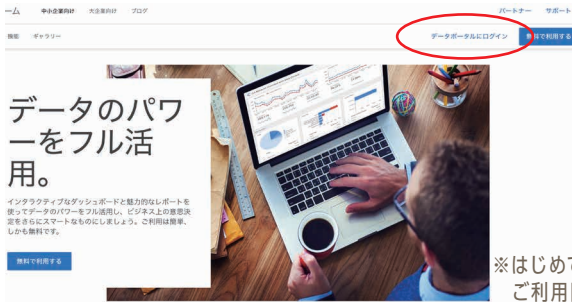 ーム 中小企業向け 大企業向け ブログ パートナー サポート
機能 ギャラリー データポータルにログイン 無料で利用する
データのパワ
ーをフル活
用。
インタラクティブなダッシュボードと魅力的なレポートを
使ってデータのパワーをフル活用し、ビジネス上の意思決
定をさらにスマートなものにしましょう。ご利用は簡単、
しかも無料です。
無料で利用する
※はじめて
ご利用